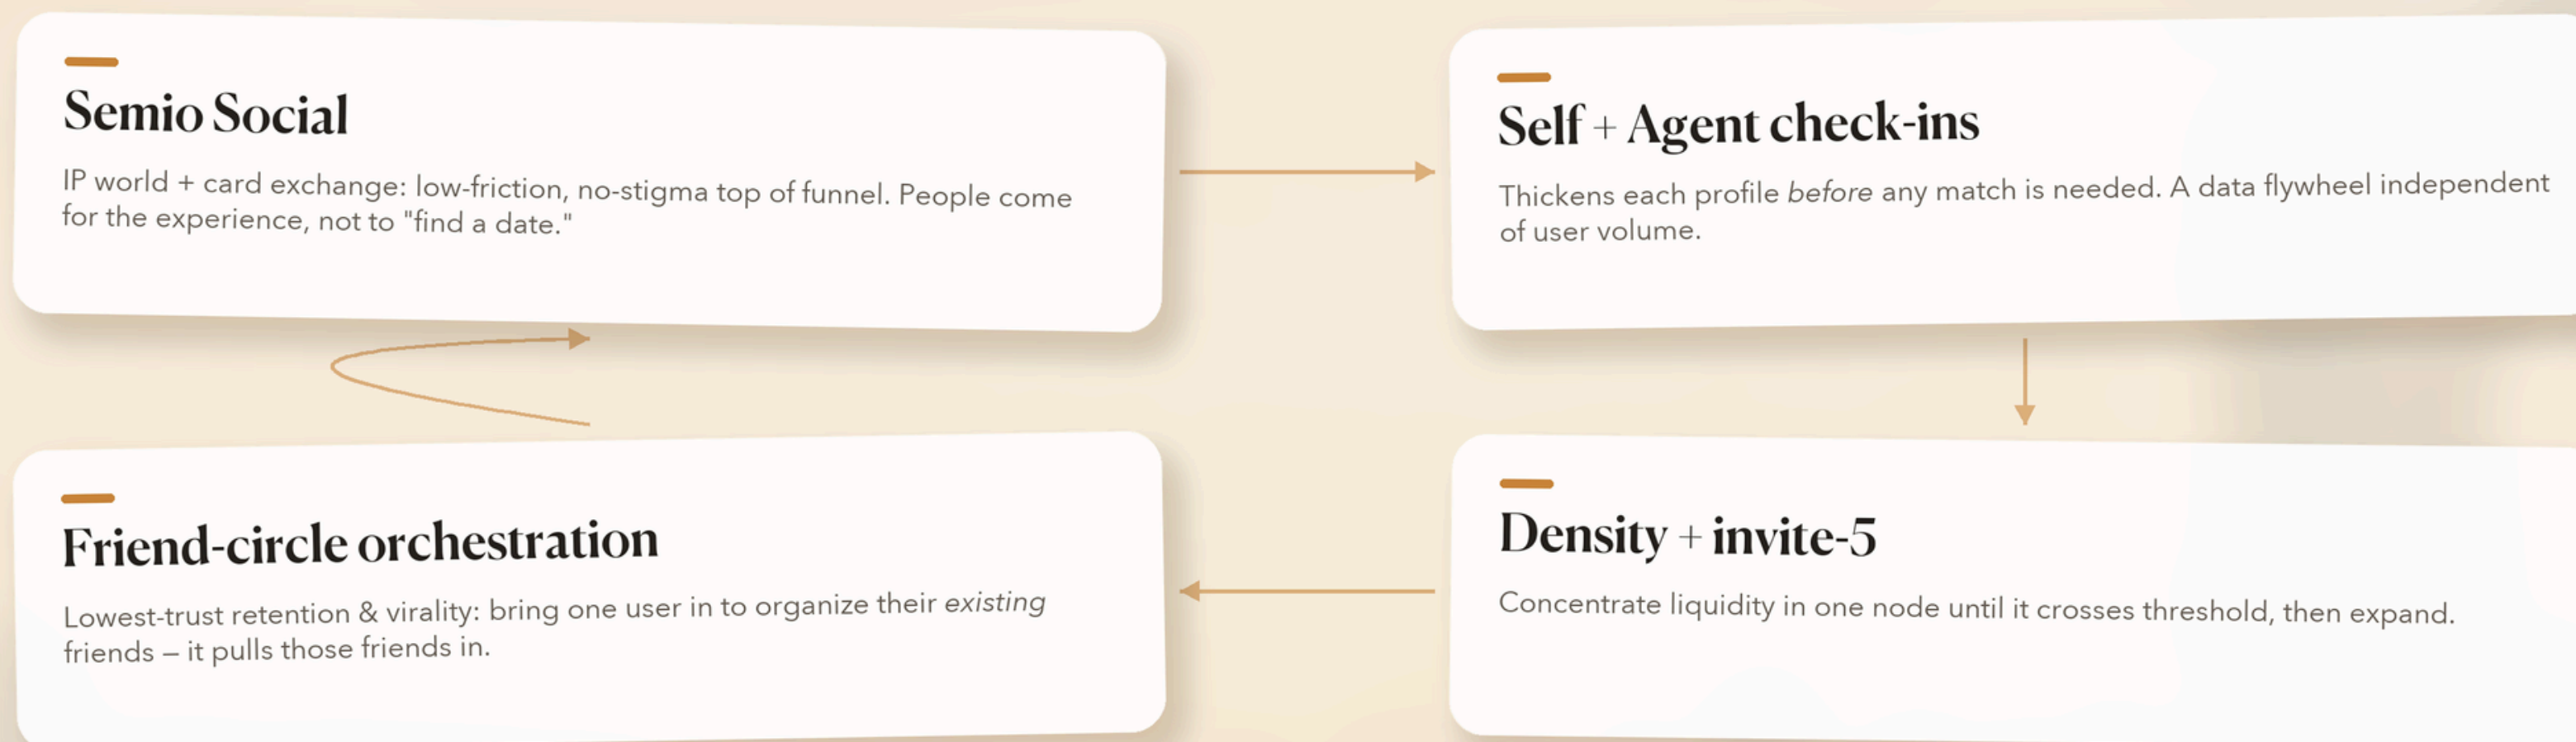 Semio Social
IP world + card exchange: low-friction, no-stigma top of funnel. People come
for the experience, not to "find a date."
Self + Agent check-ins
Thickens each profile before any match is needed. A data flywheel independent
of user volume.
Friend-circle orchestration
Lowest-trust retention & virality: bring one user in to organize their existing
friends – it pulls those friends in.
Density + invite-5
Concentrate liquidity in one node until it crosses threshold, then expand.